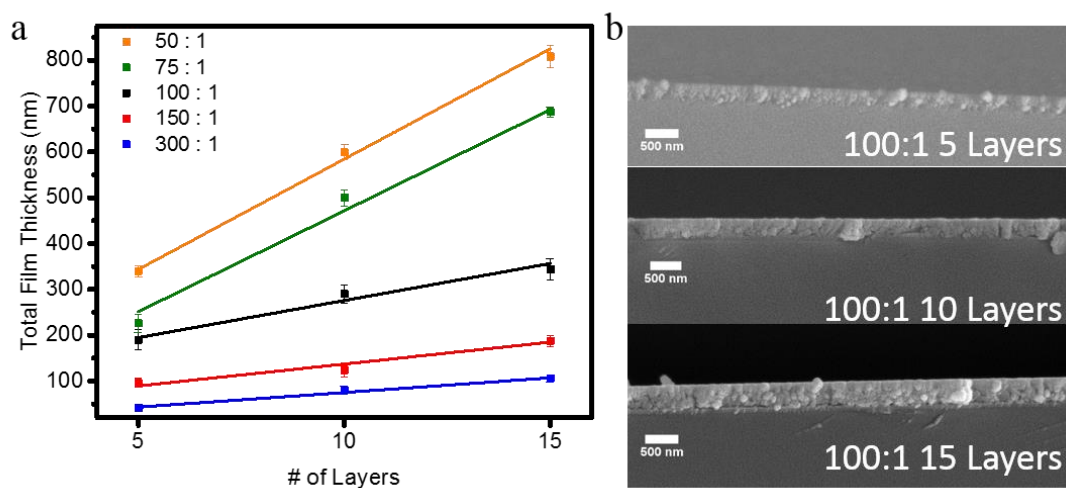 a
50 : 1
75 : 1
100 : 1
150 : 1
300 : 1
Total Film Thickness (nm)
800
700
600
500
400
300
200
100
5
10
15
# of Layers
b
500 nm
100:1 5 Layers
500 nm
100:1 10 Layers
500 nm
100:1 15 Layers